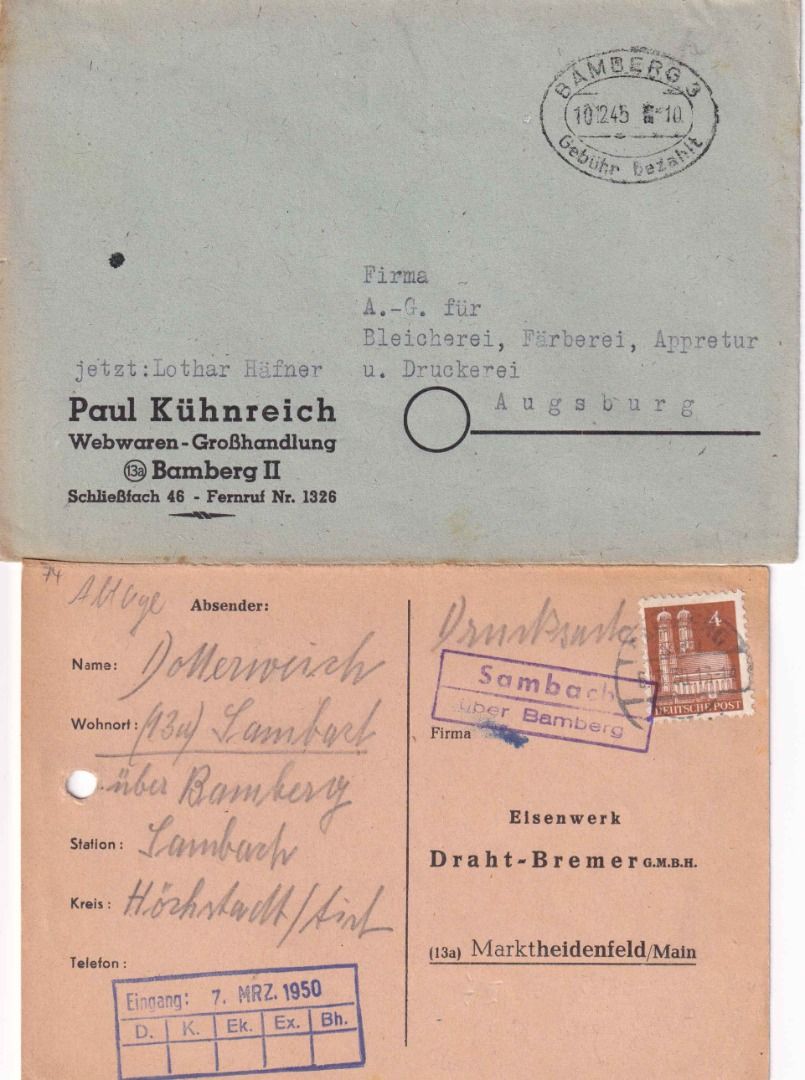 BAMBERG 3
10.12.45 -10
Gebühr bezahlt
Firma
A.-G. für
Bleicherei, Färberei, Appretur
u. Druckerei
Augsburg
jetzt:Lothar Häfner
Paul Kühnreich
Webwaren-Großhandlung
13a Bamberg II
Schließfach 46 - Fernruf Nr. 1326
74
Absender:
Name: Dotterweich
Wohnort: (13a) Sambach
über Bamberg
Station: Sambach
Kreis: Höchstadt/Aisch
Telefon:
Eingang: 7. MRZ. 1950
D. K. Ek. Ex. Bh.
Drucksache
4
DEUTSCHE POST
Sambach
über Bamberg
Firma
Eisenwerk
Draht-Bremer G.M.B.H.
(13a) Marktheidenfeld/Main